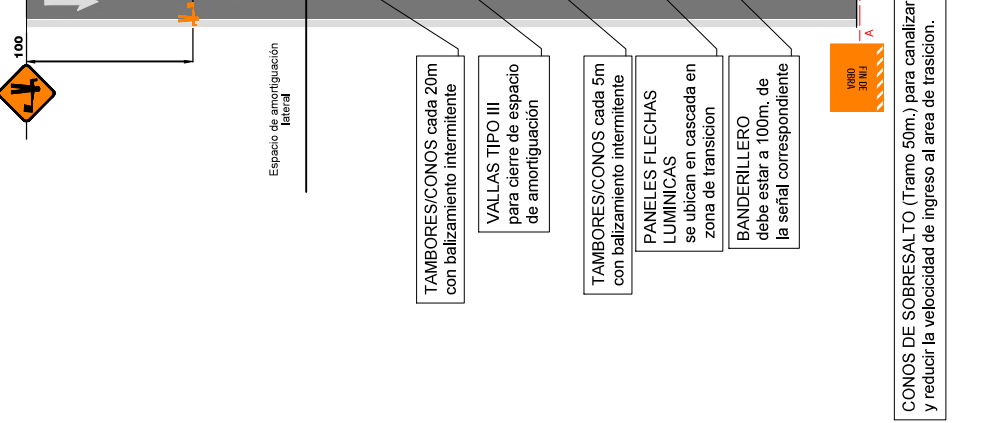 100
Espacio de amortiguación
lateral
TAMBORES/CONOS cada 20m
con balizamiento intermitente
VALLAS TIPO III
para cierre de espacio
de amortiguación
TAMBORES/CONOS cada 5m
con balizamiento intermitente
PANELES FLECHAS
LUMINICAS
se ubican en cascada en
zona de transicion
BANDERILLERO
debe estar a 100m. de
la señal correspondiente
A
FIN DE
OBRA
CONOS DE SOBRESALTO (Tramo 50m.) para canalizar
y reducir la velocicidad de ingreso al area de trasicion.